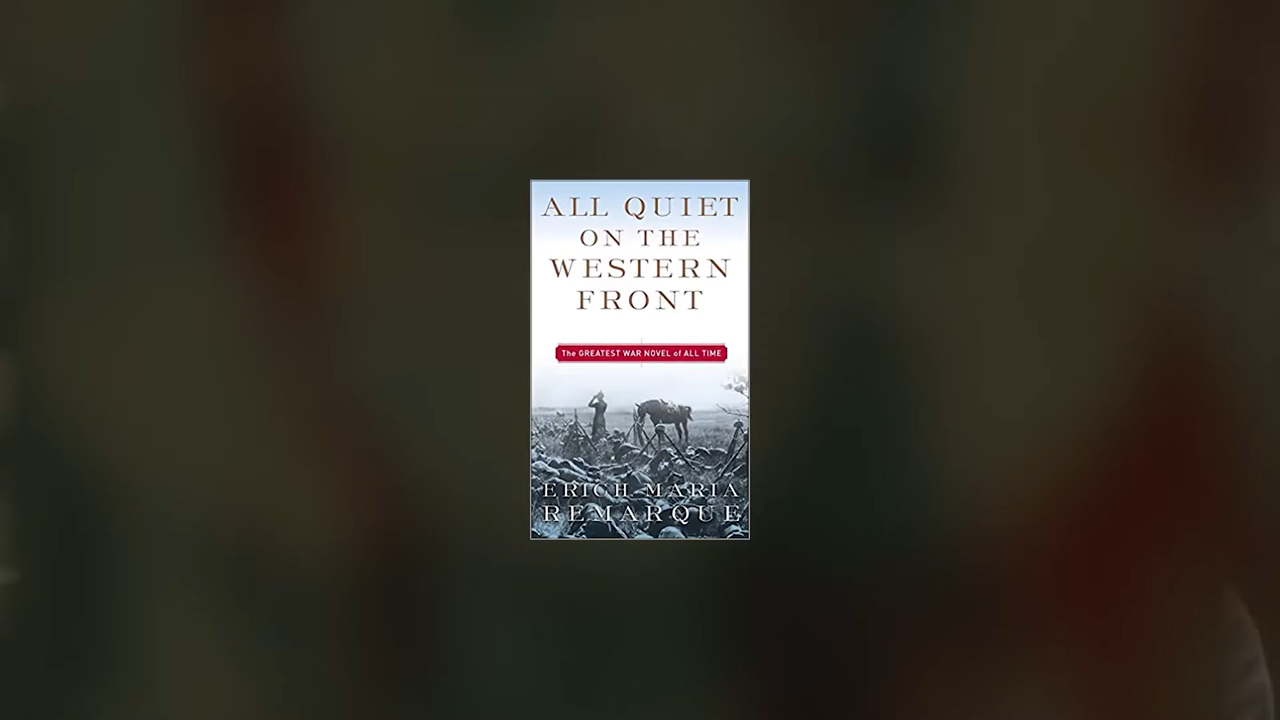 ALL QUIET
ON THE
WESTERN
FRONT
The GREATEST WAR NOVEL of ALL TIME
ERICH MARIA
REMARQUE